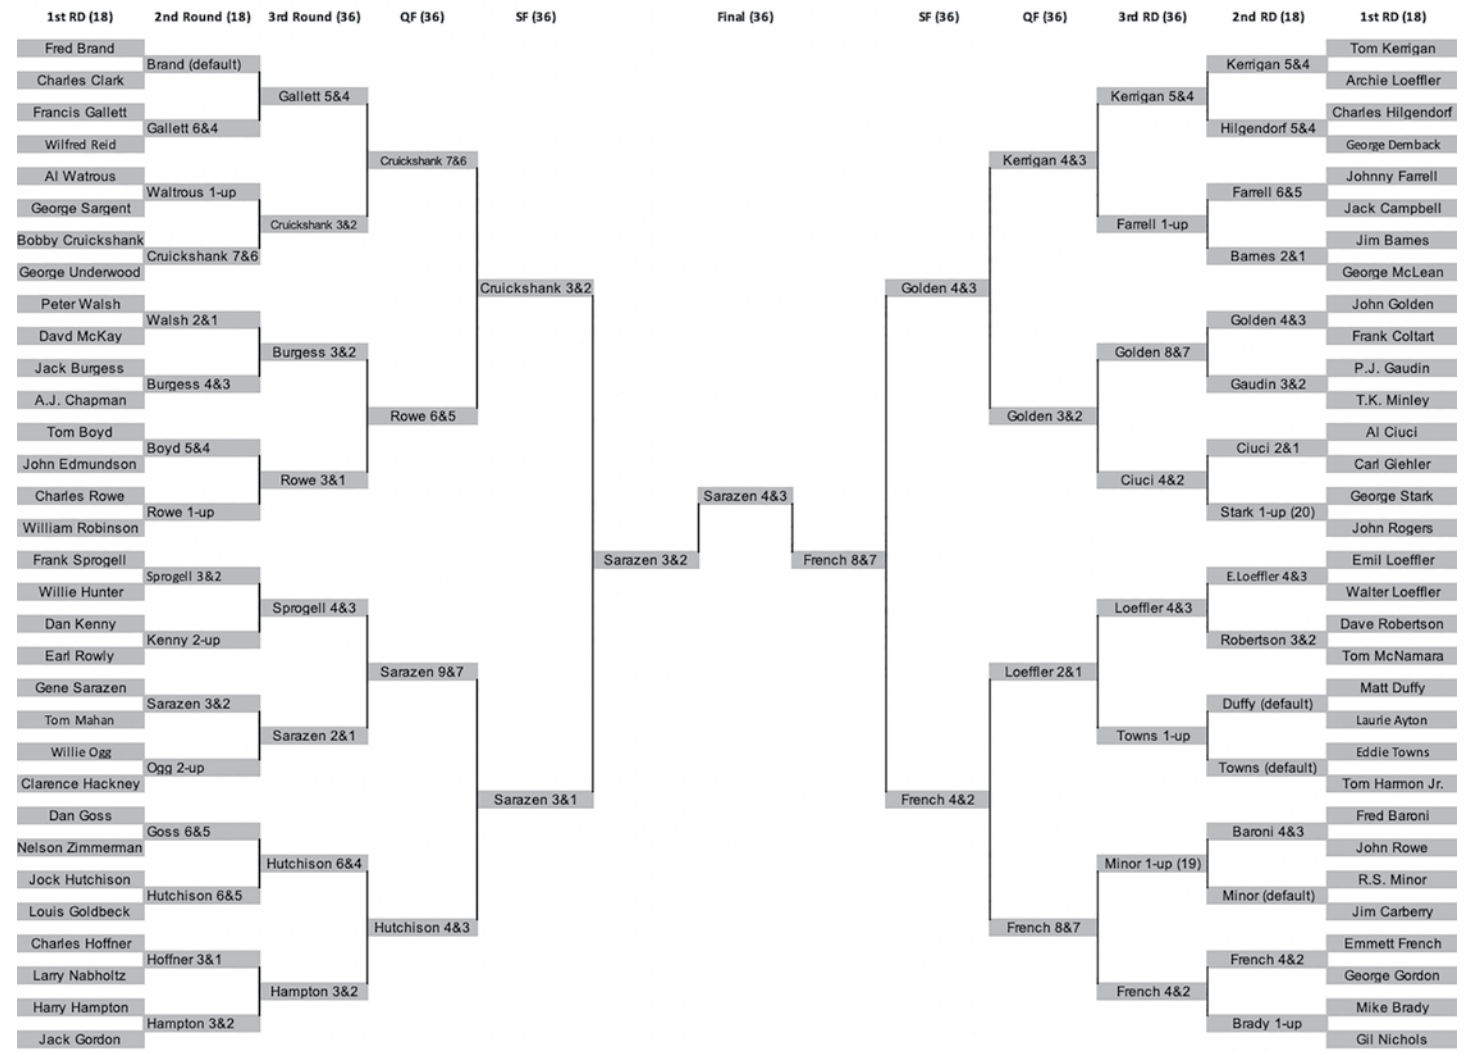 1st RD (18) 2nd Round (18) 3rd Round (36) QF (36) SF (36) Final (36) SF (36) QF (36) 3rd RD (36) 2nd RD (18) 1st RD (18)
Fred Brand Tom Kerrigan
Brand (default) Kerrigan 5&4
Charles Clark Archie Loeffler
Gallett 5&4 Kerrigan 5&4
Francis Gallett Charles Hilgendorf
Gallett 6&4 Hilgendorf 5&4
Wilfred Reid George Demback
Cruickshank 7&6 Kerrigan 4&3
Al Watrous Johnny Farrell
Waltrous 1-up Farrell 6&5
George Sargent Jack Campbell
Cruickshank 3&2 Farrell 1-up
Bobby Cruickshank Jim Barnes
Cruickshank 7&6 Barnes 2&1
George Underwood George McLean
Cruickshank 3&2 Golden 4&3
Peter Walsh John Golden
Walsh 2&1 Golden 4&3
Davd McKay Frank Coltart
Burgess 3&2 Golden 8&7
Jack Burgess P.J. Gaudin
Burgess 4&3 Gaudin 3&2
A.J. Chapman T.K. Minley
Rowe 6&5 Golden 3&2
Tom Boyd Al Ciuci
Boyd 5&4 Ciuci 2&1
John Edmundson Carl Giehler
Rowe 3&1 Ciuci 4&2
Charles Rowe Sarazen 4&3 George Stark
Rowe 1-up Stark 1-up (20)
William Robinson John Rogers
Frank Sprogell Sarazen 3&2 French 8&7 Emil Loeffler
Sprogell 3&2 E.Loeffler 4&3
Willie Hunter Walter Loeffler
Sprogell 4&3 Loeffler 4&3
Dan Kenny Dave Robertson
Kenny 2-up Robertson 3&2
Earl Rowly Tom McNamara
Sarazen 9&7 Loeffler 2&1
Gene Sarazen Matt Duffy
Sarazen 3&2 Duffy (default)
Tom Mahan Laurie Ayton
Sarazen 2&1 Towns 1-up
Willie Ogg Eddie Towns
Ogg 2-up Towns (default)
Clarence Hackney Tom Harmon Jr.
Sarazen 3&1 French 4&2
Dan Goss Fred Baroni
Goss 6&5 Baroni 4&3
Nelson Zimmerman John Rowe
Hutchison 6&4 Minor 1-up (19)
Jock Hutchison R.S. Minor
Hutchison 6&5 Minor (default)
Louis Goldbeck Jim Carberry
Hutchison 4&3 French 8&7
Charles Hoffner Emmett French
Hoffner 3&1 French 4&2
Larry Nabholtz George Gordon
Hampton 3&2 French 4&2
Harry Hampton Mike Brady
Hampton 3&2 Brady 1-up
Jack Gordon Gil Nichols